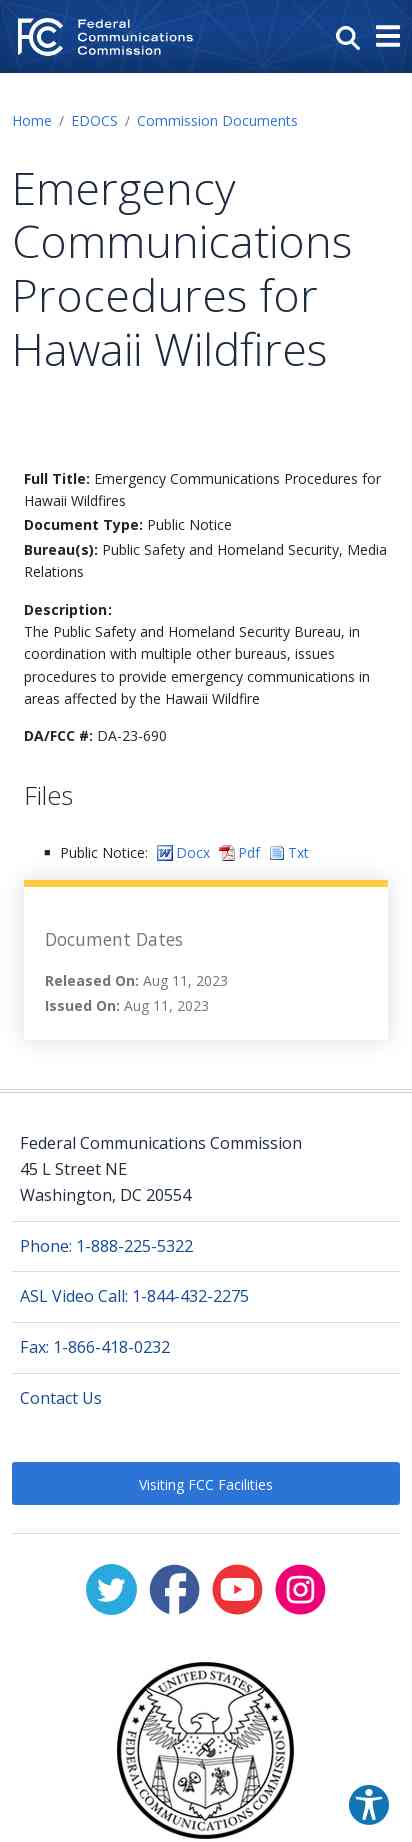 Federal
Communications
Commission
Home / EDOCS / Commission Documents
Emergency
Communications
Procedures for
Hawaii Wildfires
Full Title: Emergency Communications Procedures for
Hawaii Wildfires
Document Type: Public Notice
Bureau(s): Public Safety and Homeland Security, Media
Relations
Description:
The Public Safety and Homeland Security Bureau, in
coordination with multiple other bureaus, issues
procedures to provide emergency communications in
areas affected by the Hawaii Wildfire
DA/FCC #: DA-23-690
Files
Public Notice: Docx Pdf Txt
Document Dates
Released On: Aug 11, 2023
Issued On: Aug 11, 2023
Federal Communications Commission
45 L Street NE
Washington, DC 20554
Phone: 1-888-225-5322
ASL Video Call: 1-844-432-2275
Fax: 1-866-418-0232
Contact Us
Visiting FCC Facilities
UNITED STATES
FEDERAL COMMUNICATIONS COMMISSION